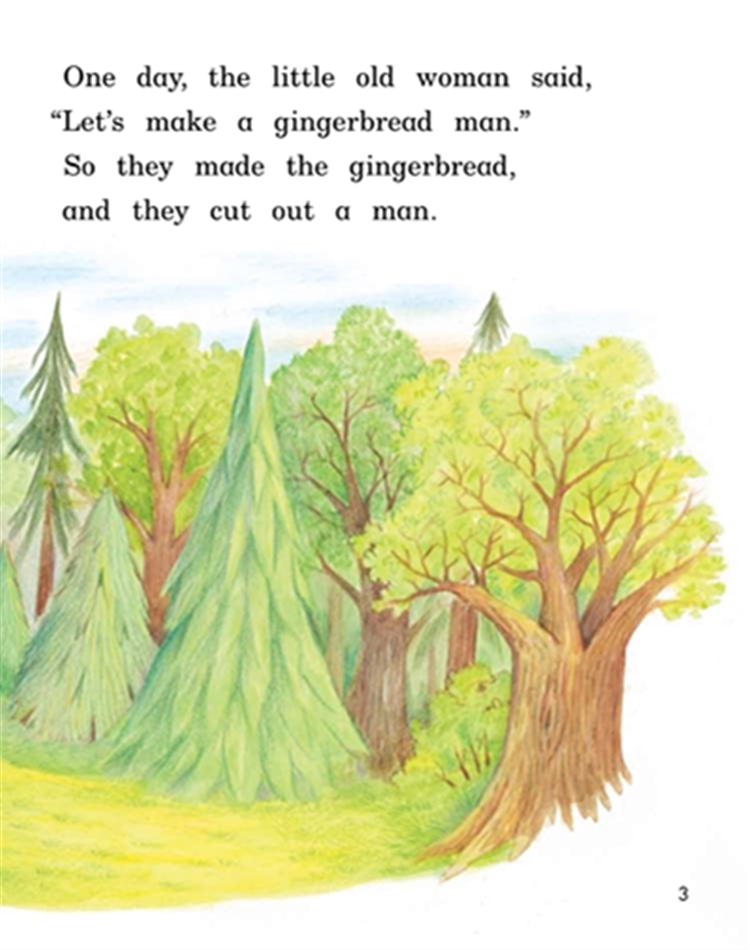 One day, the little old woman said,
“Let’s make a gingerbread man.”
So they made the gingerbread,
and they cut out a man.
3